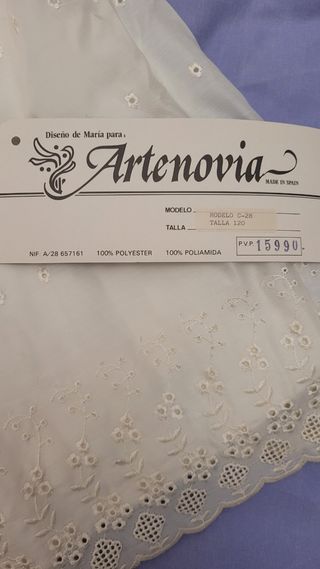 Diseño de María para:
Artenovia
MADE IN SPAIN
MODELO MODELO C-28
TALLA TALLA 120
P.V.P. 15990.-
NIF. A/28 657161 100% POLYESTER 100% POLIAMIDA